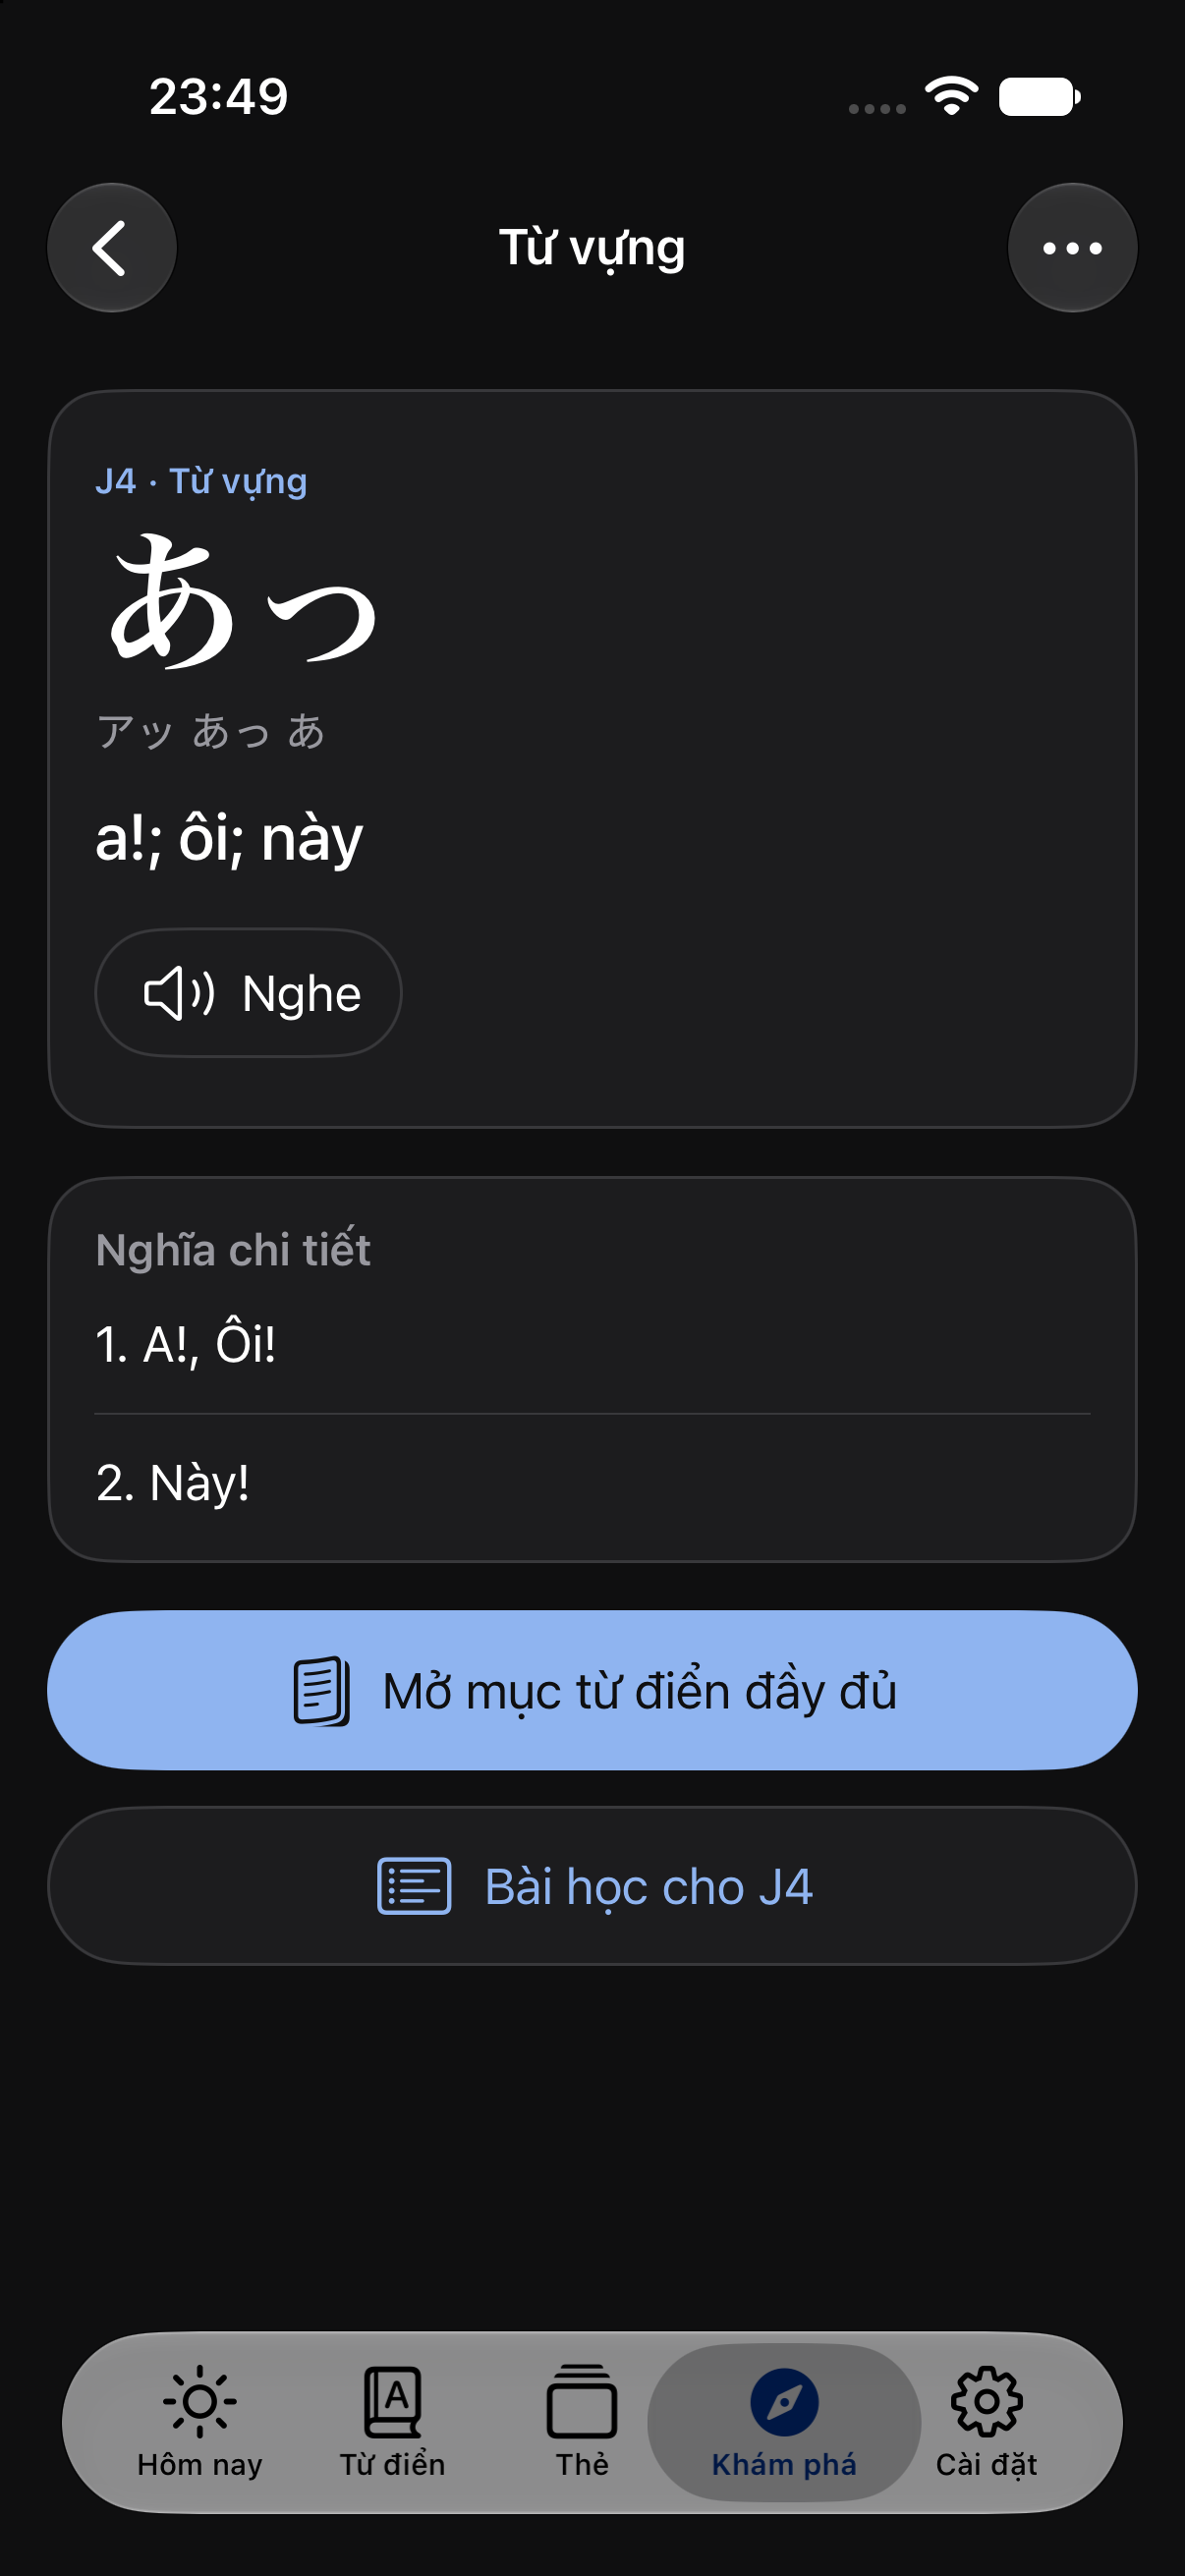 23:49
Từ vựng
J4 · Từ vựng
あっ
アッ あっ あ
a!; ôi; này
Nghe
Nghĩa chi tiết
1. A!, Ôi!
2. Này!
Mở mục từ điển đầy đủ
Bài học cho J4
Hôm nay
Từ điển
Thẻ
Khám phá
Cài đặt